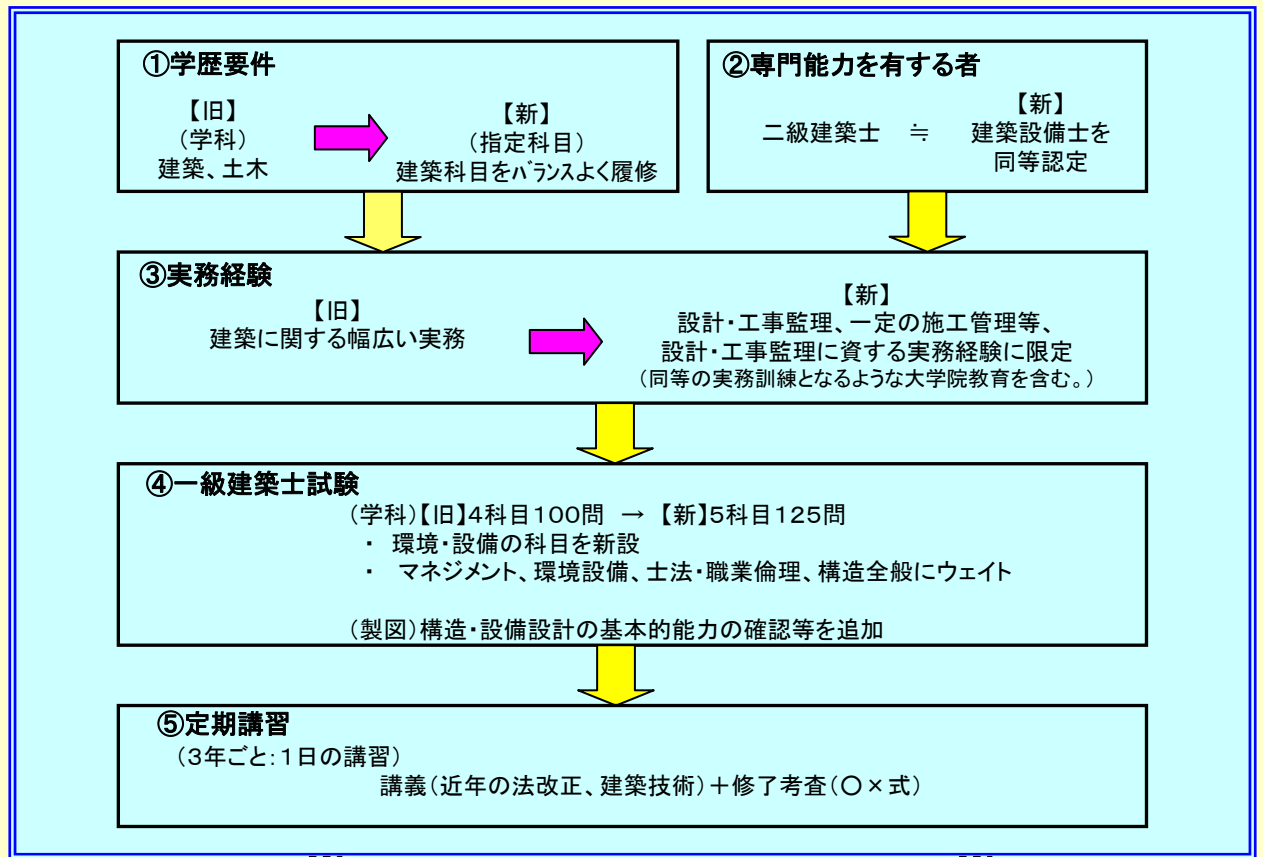 ①学歴要件
【旧】
(学科)
建築、土木
【新】
(指定科目)
建築科目をバランスよく履修
②専門能力を有する者
二級建築士 ≒
【新】
建築設備士を
同等認定
③実務経験
【旧】
建築に関する幅広い実務
【新】
設計・工事監理、一定の施工管理等、
設計・工事監理に資する実務経験に限定
(同等の実務訓練となるような大学院教育を含む。)
④一級建築士試験
(学科)【旧】4科目100問 → 【新】5科目125問
・ 環境・設備の科目を新設
・ マネジメント、環境設備、士法・職業倫理、構造全般にウェイト
(製図)構造・設備設計の基本的能力の確認等を追加
⑤定期講習
(3年ごと:1日の講習)
講義(近年の法改正、建築技術)+修了考査(○×式)